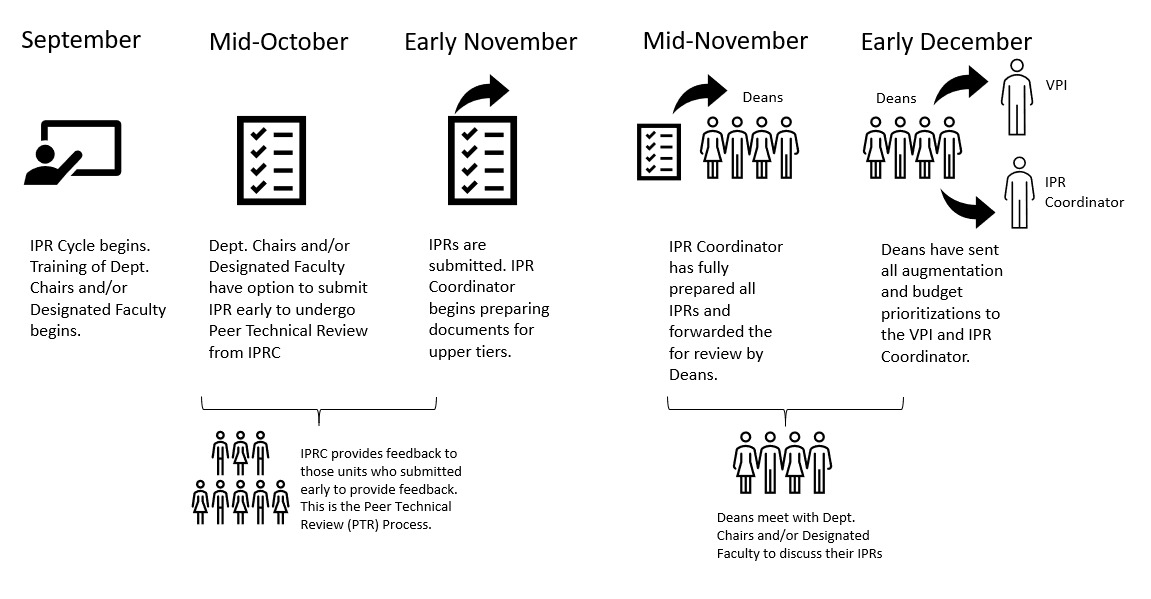 September
Mid-October
Early November
Mid-November
Early December
Deans
Deans
VPI
IPR
Coordinator
IPR Cycle begins.
Training of Dept.
Chairs and/or
Designated Faculty
begins.
Dept. Chairs and/or
Designated Faculty
have option to submit
IPR early to undergo
Peer Technical Review
from IPRC
IPRs are
submitted. IPR
Coordinator
begins preparing
documents for
upper tiers.
IPR Coordinator
has fully
prepared all
IPRs and
forwarded the
for review by
Deans.
Deans have sent
all augmentation
and budget
prioritizations to
the VPI and IPR
Coordinator.
IPRC provides feedback to
those units who submitted
early to provide feedback.
This is the Peer Technical
Review (PTR) Process.
Deans meet with Dept.
Chairs and/or Designated
Faculty to discuss their IPRs